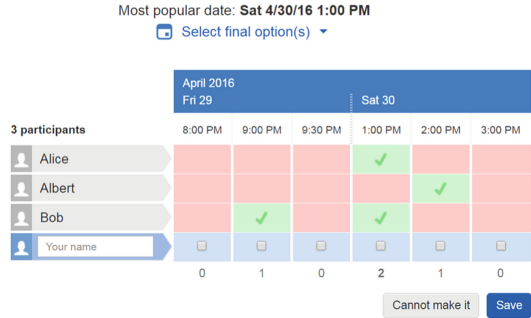 Most popular date: Sat 4/30/16 1:00 PM
Select final option(s)
April 2016
Fri 29 Sat 30
3 participants 8:00 PM 9:00 PM 9:30 PM 1:00 PM 2:00 PM 3:00 PM
Alice
Albert
Bob
Your name
0 1 0 2 1 0
Cannot make it Save